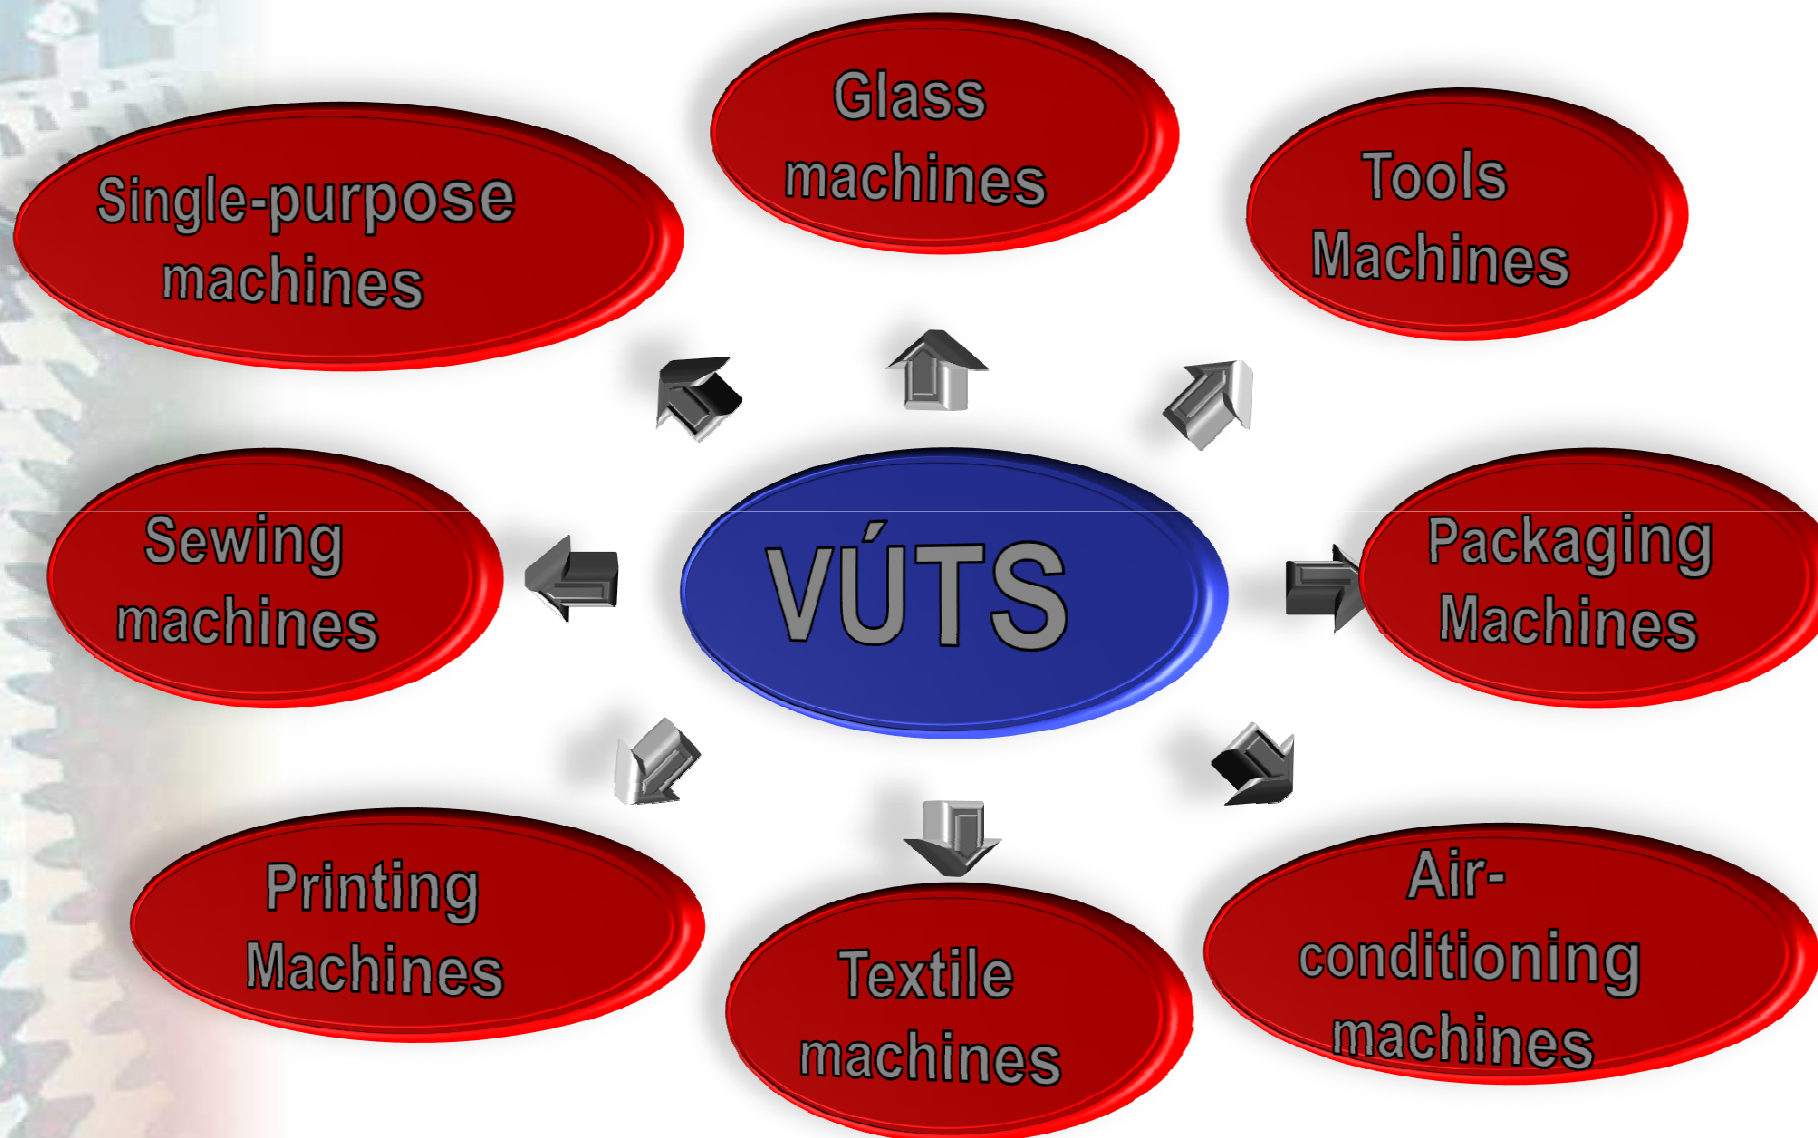 Glass
machines
Single-purpose
machines
Tools
Machines
Sewing
machines
VÚTS
Packaging
Machines
Printing
Machines
Textile
machines
Air-
conditioning
machines